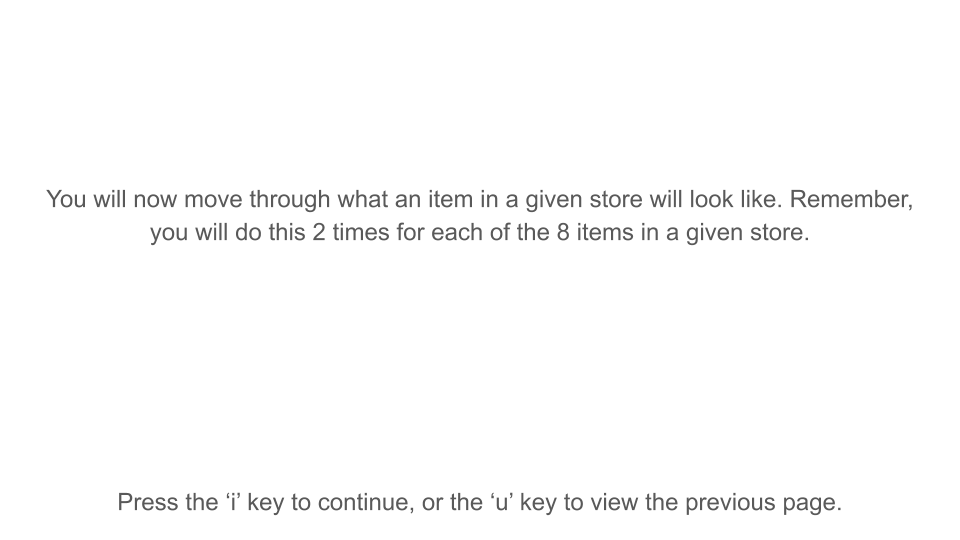 You will now move through what an item in a given store will look like. Remember,
you will do this 2 times for each of the 8 items in a given store.
Press the ‘i’ key to continue, or the ‘u’ key to view the previous page.